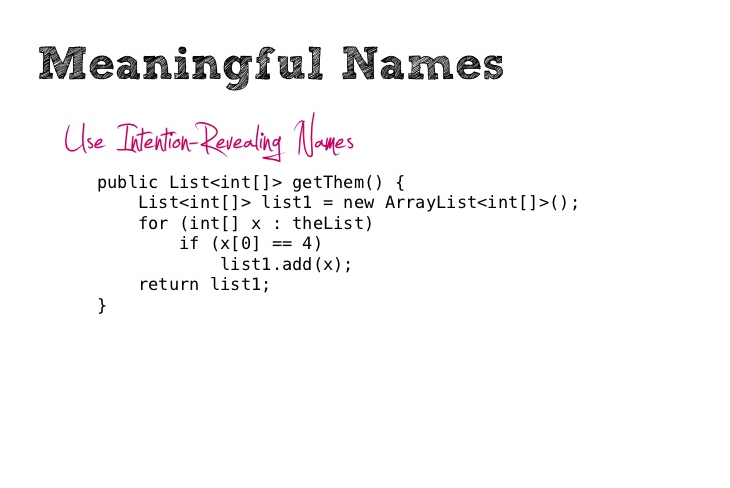 Meaningful Names
Use Intention-Revealing Names
public List<int[]> getThem() {
    List<int[]> list1 = new ArrayList<int[]>();
    for (int[] x : theList)
        if (x[0] == 4)
            list1.add(x);
    return list1;
}